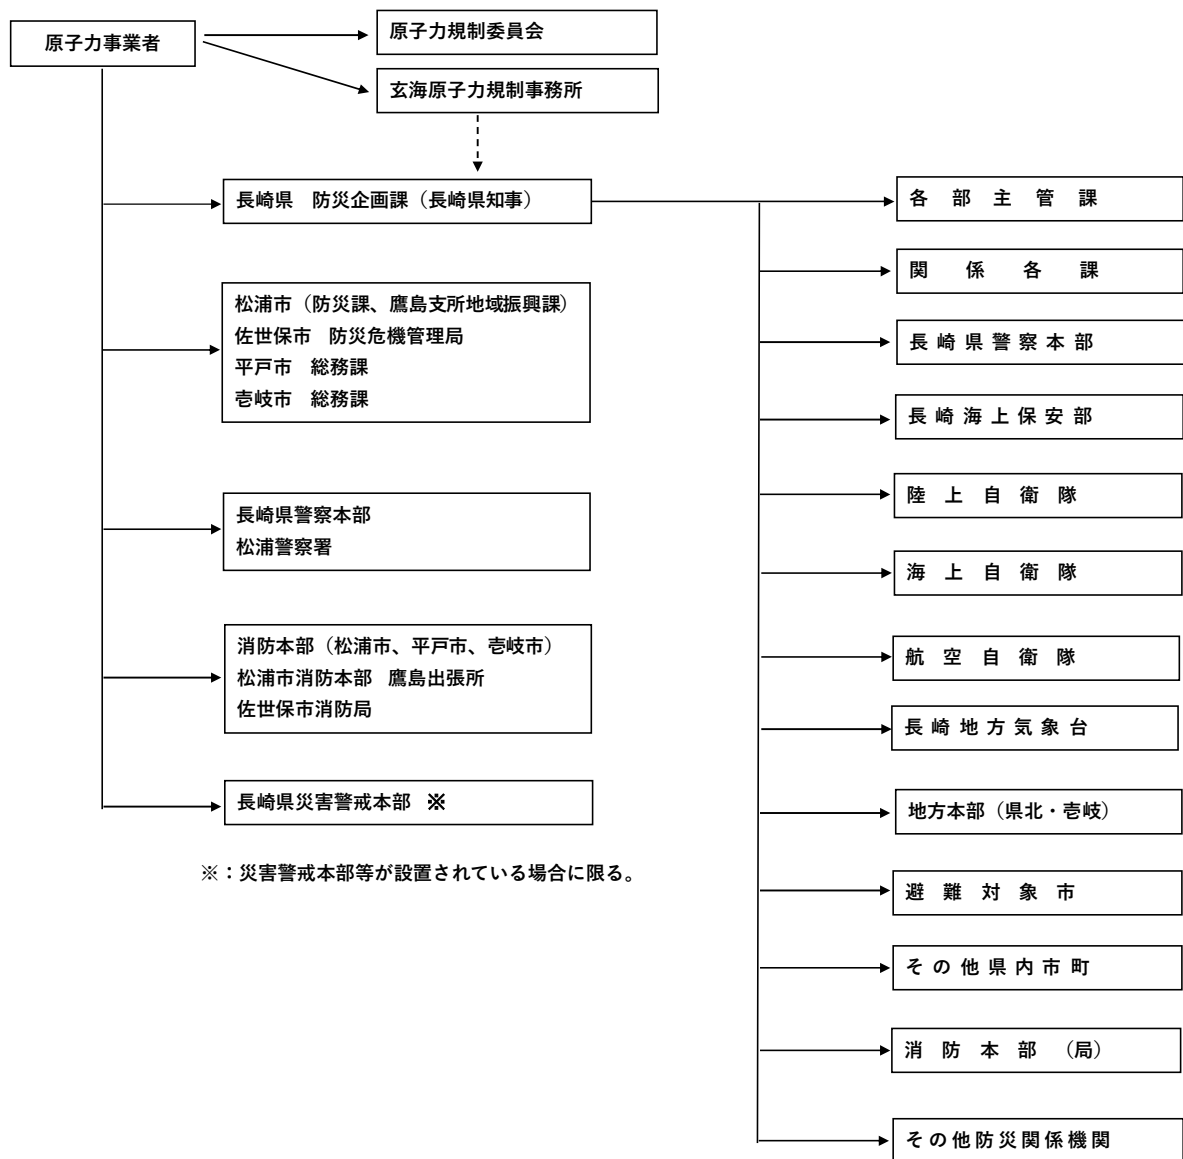 原子力事業者
原子力規制委員会
玄海原子力規制事務所
長崎県　防災企画課（長崎県知事）
松浦市（防災課、鷹島支所地域振興課）
佐世保市　防災危機管理局
平戸市　総務課
壱岐市　総務課
長崎県警察本部
松浦警察署
消防本部（松浦市、平戸市、壱岐市）
松浦市消防本部　鷹島出張所
佐世保市消防局
長崎県災害警戒本部　※
※：災害警戒本部等が設置されている場合に限る。
各　部　主　管　課
関　係　各　課
長 崎 県 警 察 本 部
長 崎 海 上 保 安 部
陸　上　自　衛　隊
海　上　自　衛　隊
航　空　自　衛　隊
長 崎 地 方 気 象 台
地方本部（県北・壱岐）
避　難　対　象　市
そ の 他 県 内 市 町
消　防　本　部　（局）
その他防災関係機関